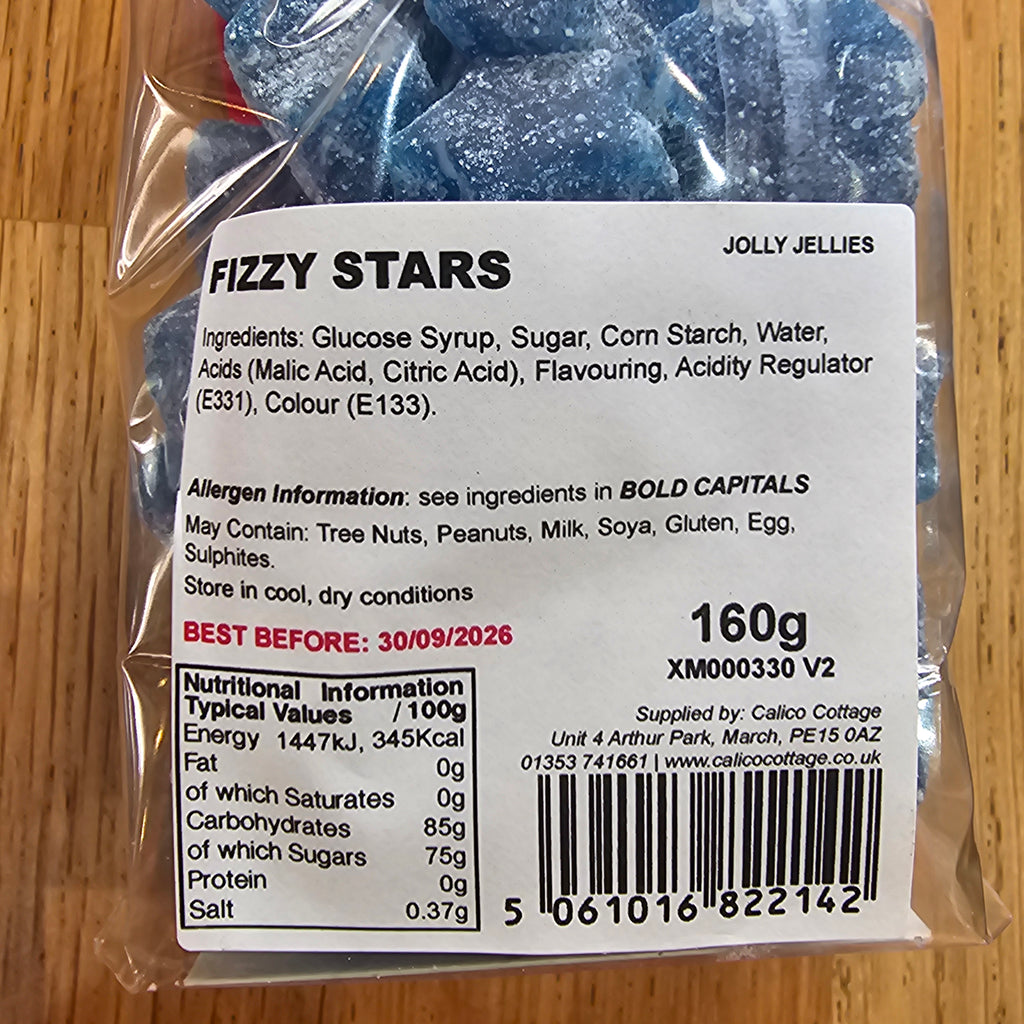 FIZZY STARS
JOLLY JELLIES
Ingredients: Glucose Syrup, Sugar, Corn Starch, Water,
Acids (Malic Acid, Citric Acid), Flavouring, Acidity Regulator
(E331), Colour (E133).
Allergen Information: see ingredients in BOLD CAPITALS
May Contain: Tree Nuts, Peanuts, Milk, Soya, Gluten, Egg,
Sulphites.
Store in cool, dry conditions
BEST BEFORE: 30/09/2026
160g
XM000330 V2
Nutritional Information
Typical Values / 100g
Energy 1447kJ, 345Kcal
Fat 0g
of which Saturates 0g
Carbohydrates 85g
of which Sugars 75g
Protein 0g
Salt 0.37g
Supplied by: Calico Cottage
Unit 4 Arthur Park, March, PE15 0AZ
01353 741661 | www.calicocottage.co.uk
5 061016 822142